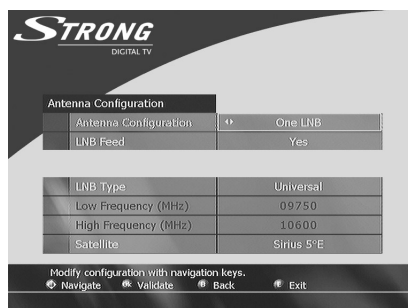 STRONG
DIGITAL TV
Antenna Configuration
Antenna Configuration One LNB
LNB Feed Yes
LNB Type Universal
Low Frequency (MHz) 09750
High Frequency (MHz) 10600
Satellite Sirius 5°E
Modify configuration with navigation keys.
Navigate OK Validate B Back E Exit